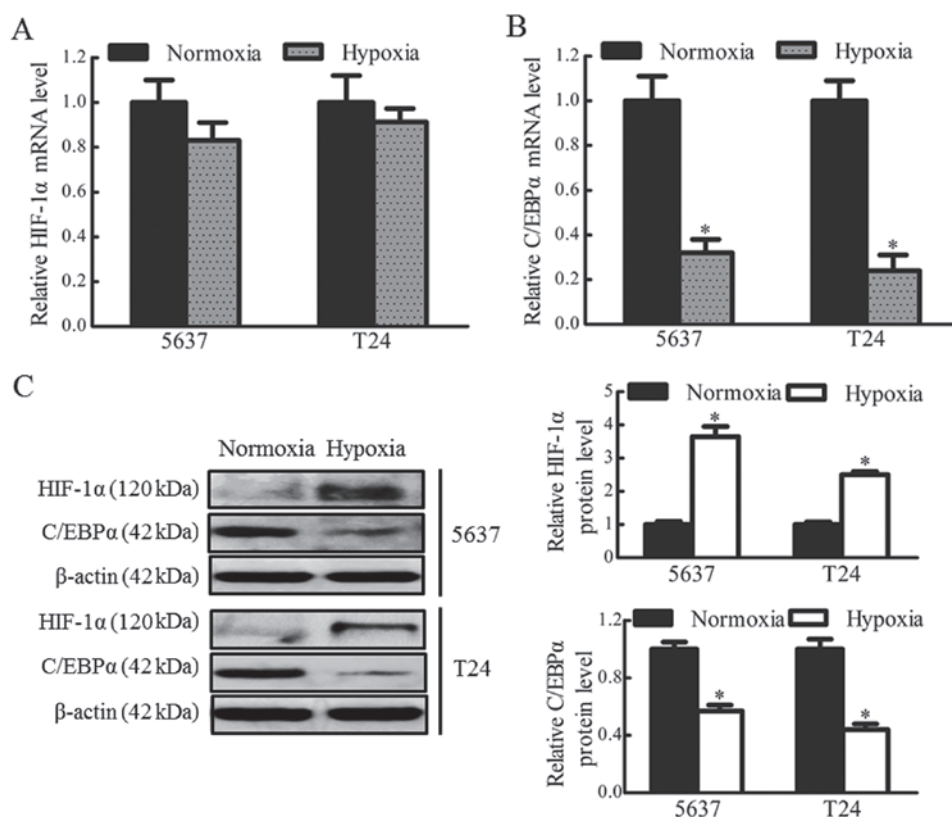 A
Normoxia Hypoxia
Relative HIF-1α mRNA level
1.2
1.0
0.8
0.6
0.4
0.2
0.0
5637 T24
B
Normoxia Hypoxia
Relative C/EBPα mRNA level
1.2
1.0
0.8
0.6
0.4
0.2
0.0
*
*
5637 T24
C
Normoxia Hypoxia
HIF-1α (120 kDa)
C/EBPα (42 kDa)
β-actin (42 kDa)
5637
HIF-1α (120 kDa)
C/EBPα (42 kDa)
β-actin (42 kDa)
T24
Normoxia Hypoxia
Relative HIF-1α
protein level
5
4
3
2
1
0
*
*
5637 T24
Normoxia Hypoxia
Relative C/EBPα
protein level
1.2
0.8
0.4
0.0
*
*
5637 T24